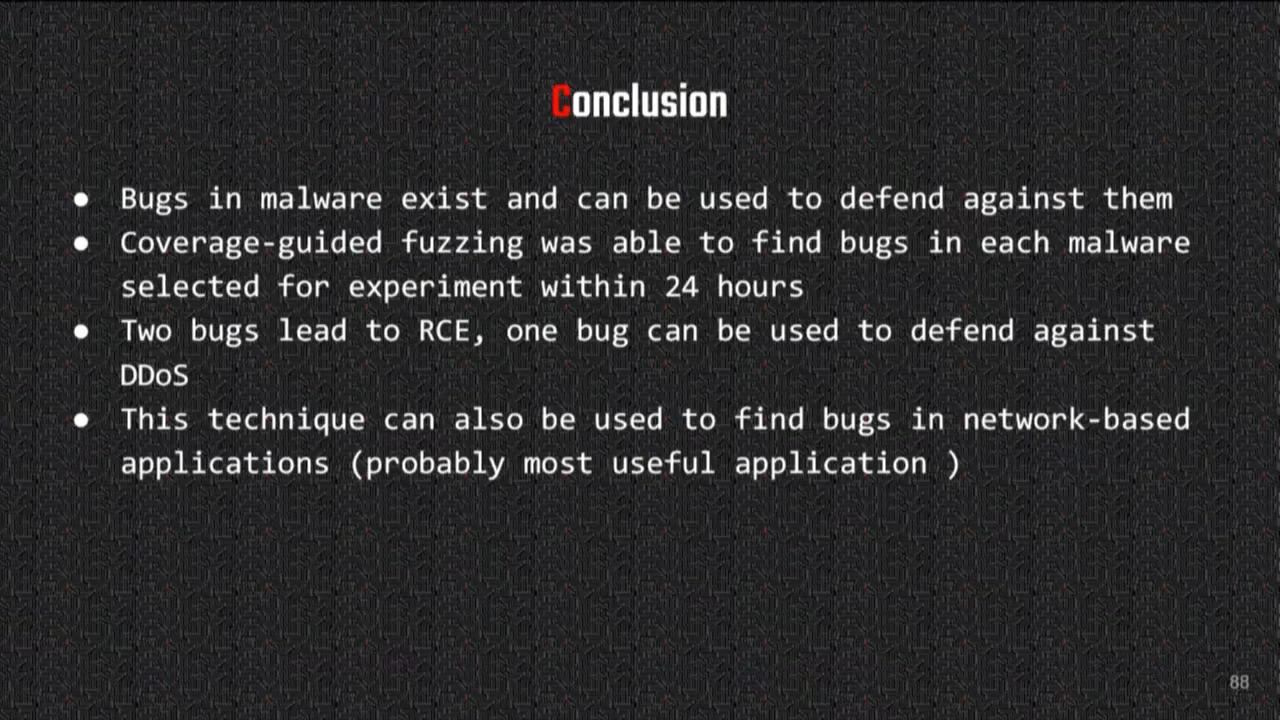 Conclusion
● Bugs in malware exist and can be used to defend against them
● Coverage-guided fuzzing was able to find bugs in each malware
selected for experiment within 24 hours
● Two bugs lead to RCE, one bug can be used to defend against
DDoS
● This technique can also be used to find bugs in network-based
applications (probably most useful application )
88